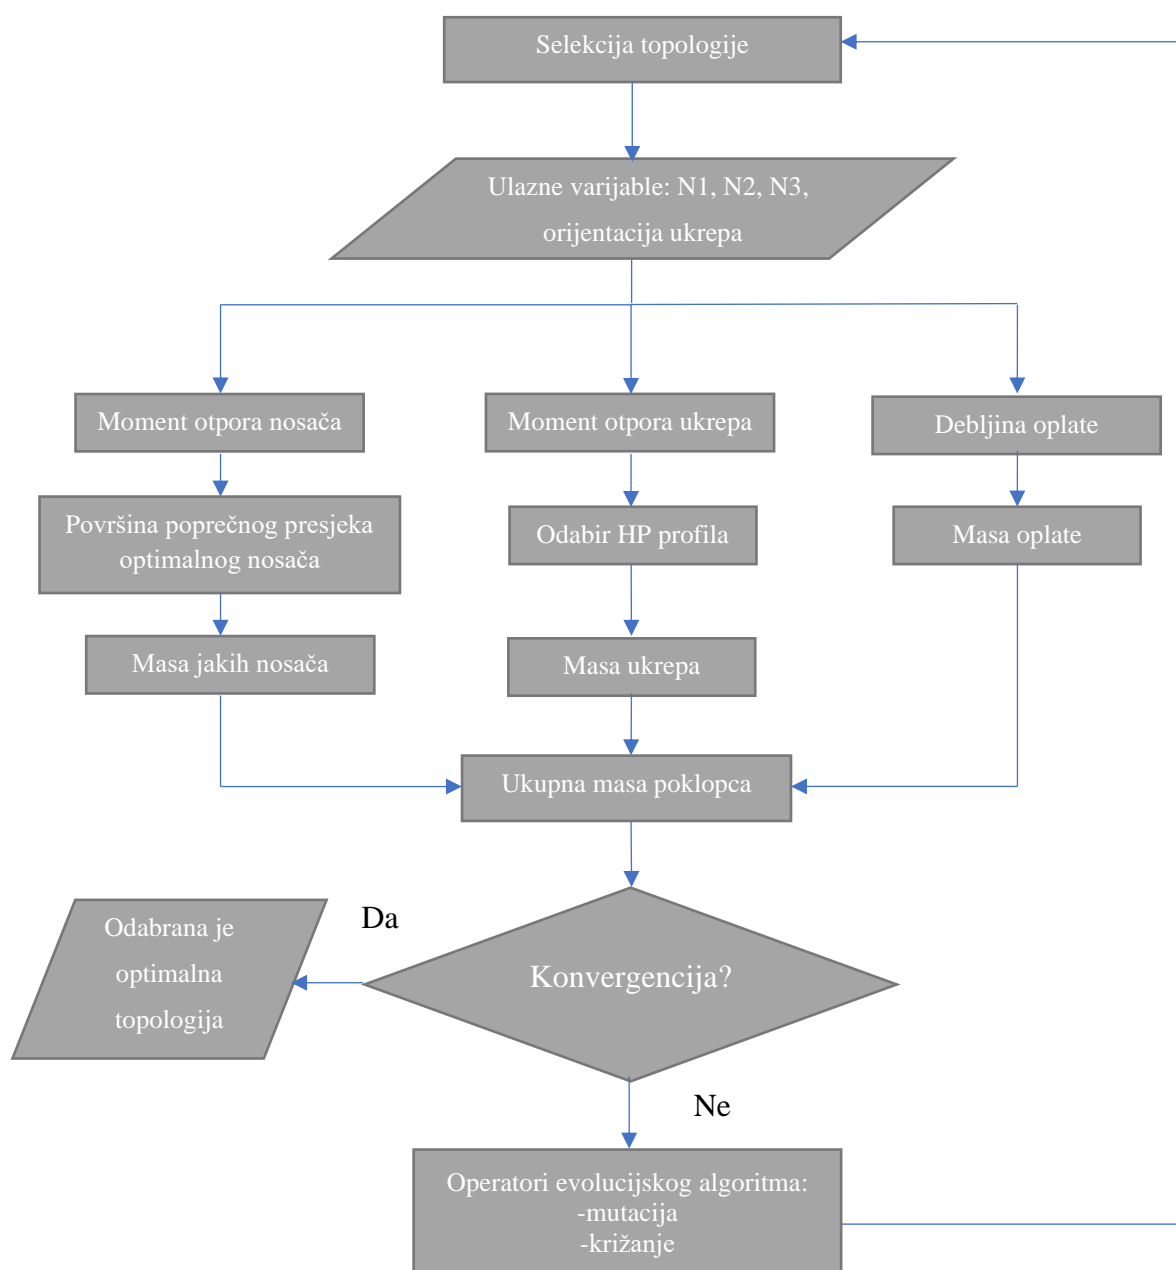 Selekcija topologije
Ulazne varijable: N1, N2, N3,
orijentacija ukrepa
Moment otpora nosača
Moment otpora ukrepa
Debljina oplate
Površina poprečnog presjeka
optimalnog nosača
Odabir HP profila
Masa oplate
Masa jakih nosača
Masa ukrepa
Ukupna masa poklopca
Da
Odabrana je
optimalna
topologija
Konvergencija?
Ne
Operatori evolucijskog algoritma:
-mutacija
-križanje